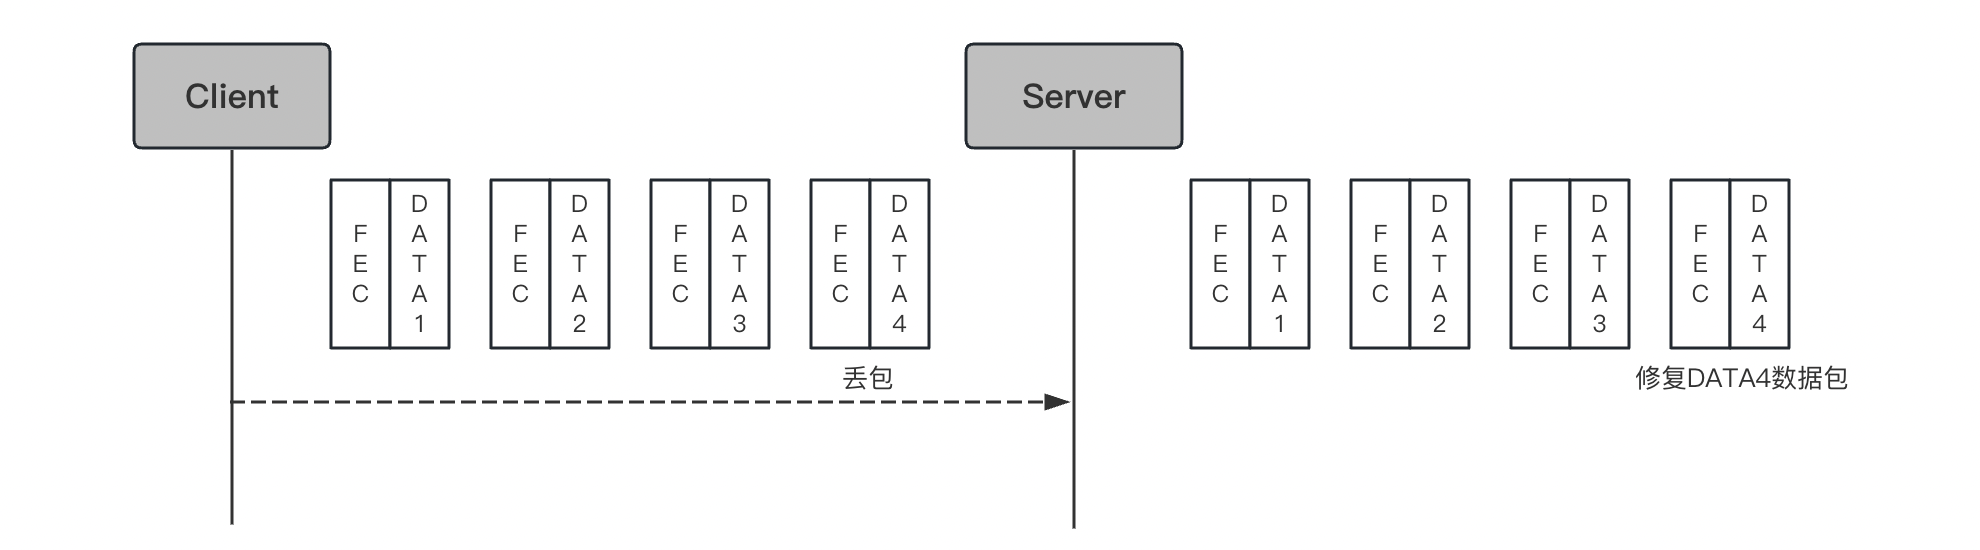 Client
Server
FEC
DATA1
FEC
DATA2
FEC
DATA3
FEC
DATA4
FEC
DATA1
FEC
DATA2
FEC
DATA3
FEC
DATA4
丢包
修复DATA4数据包